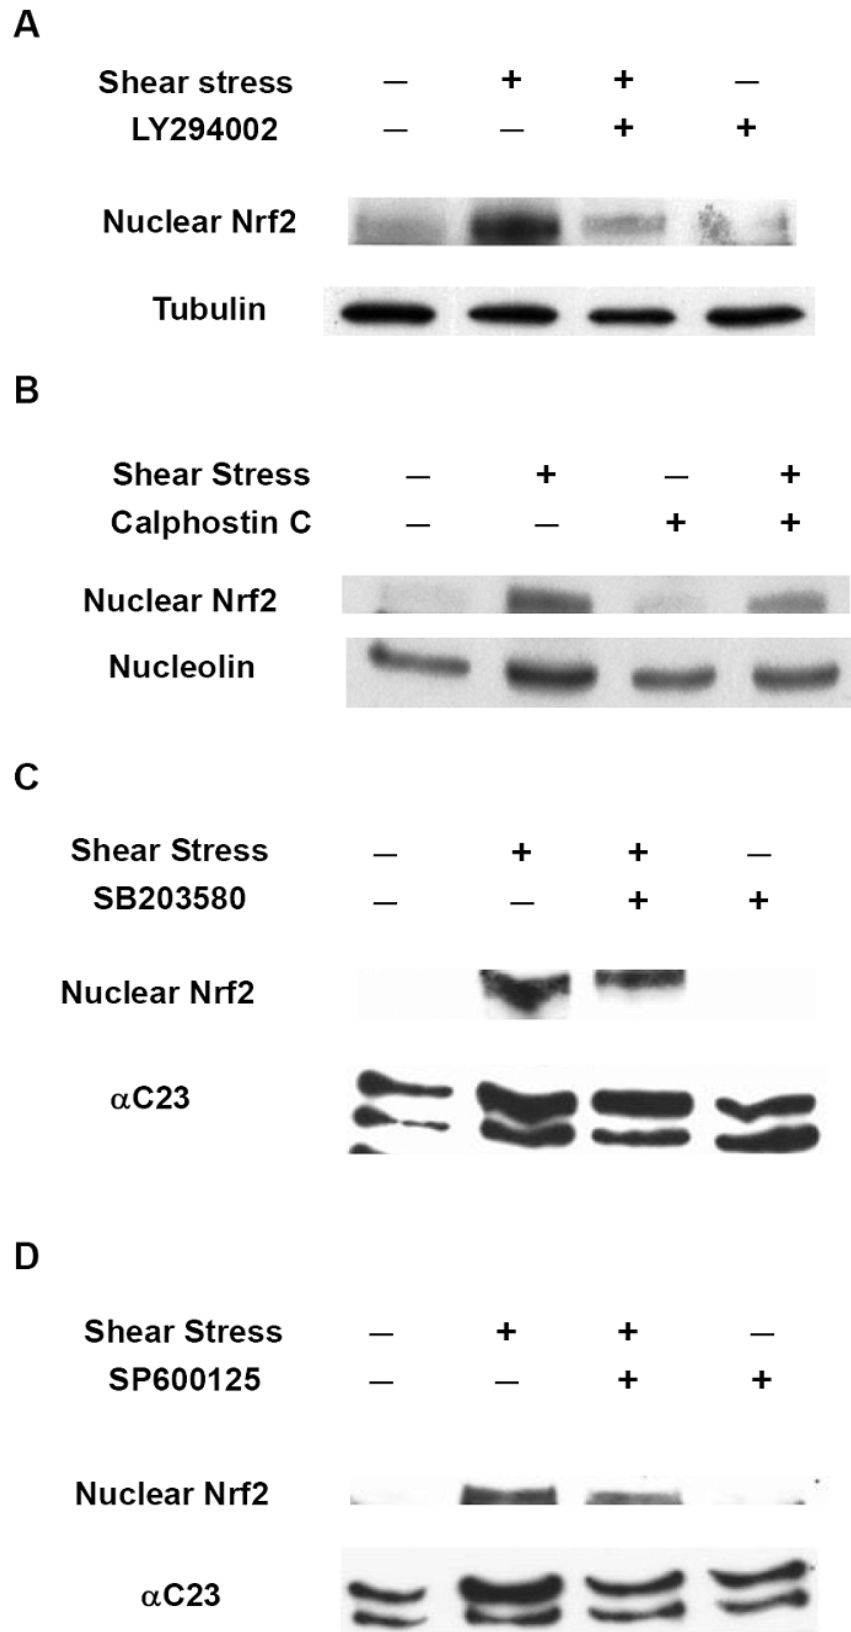 A
Shear stress — + + —
LY294002 — — + +
Nuclear Nrf2
Tubulin
B
Shear Stress — + — +
Calphostin C — — + +
Nuclear Nrf2
Nucleolin
C
Shear Stress — + + —
SB203580 — — + +
Nuclear Nrf2
αC23
D
Shear Stress — + + —
SP600125 — — + +
Nuclear Nrf2
αC23